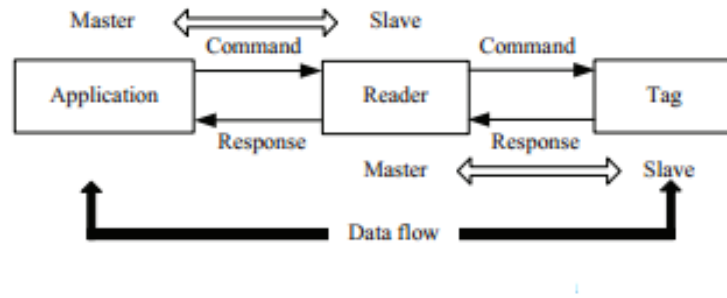 Master Slave
Command Command
Application Reader Tag
Response Response
Master Slave
Data flow